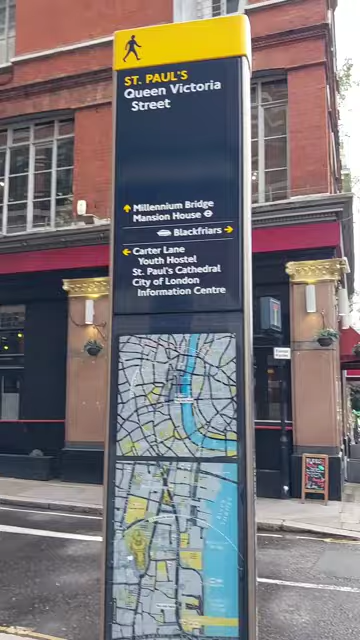 ST. PAUL'S
Queen Victoria
Street
Millennium Bridge
Mansion House
Blackfriars
Carter Lane
Youth Hostel
St. Paul's Cathedral
City of London
Information Centre